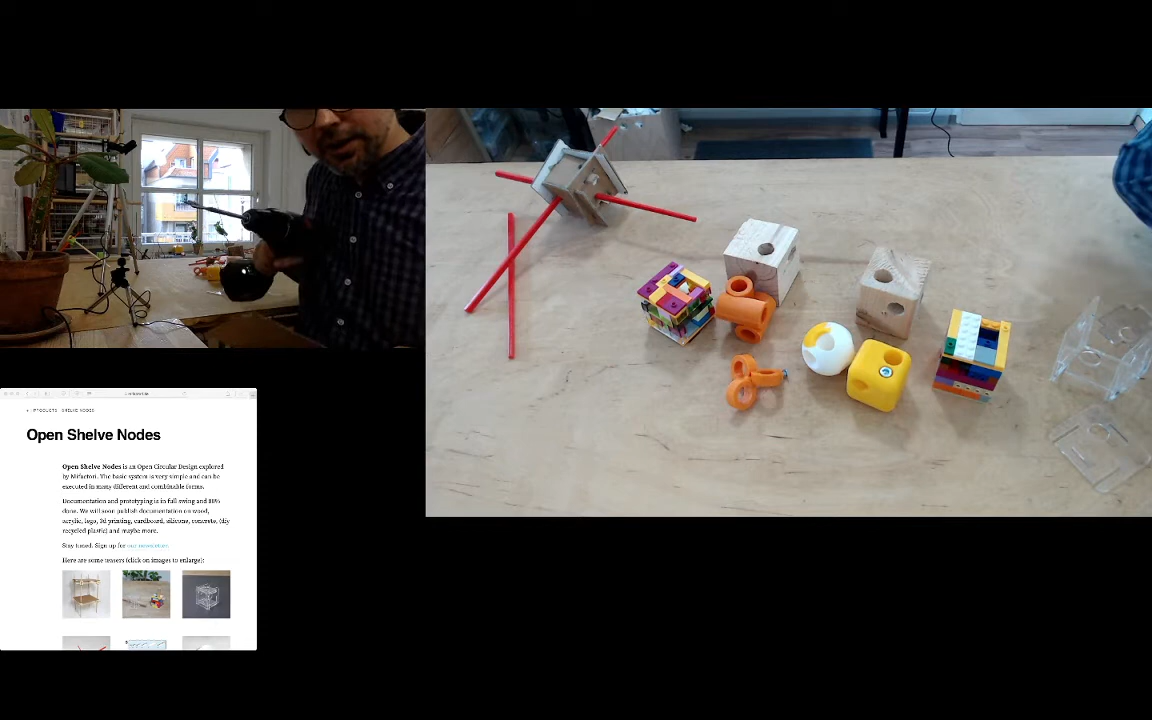 Open Shelve Nodes
Open Shelve Nodes is an Open Circular Design explored
by Mifactori. The basic system is very simple and can be
executed in many different and combinable forms.
Documentation and prototyping is in full swing and 88%
done. We will soon publish documentation on wood,
acrylic, lego, 3d printing, cardboard, silicone, concrete, (diy
recycled plastic) and maybe more.
Stay tuned. Sign up for our newsletter.
Here are some teasers (click on images to enlarge):